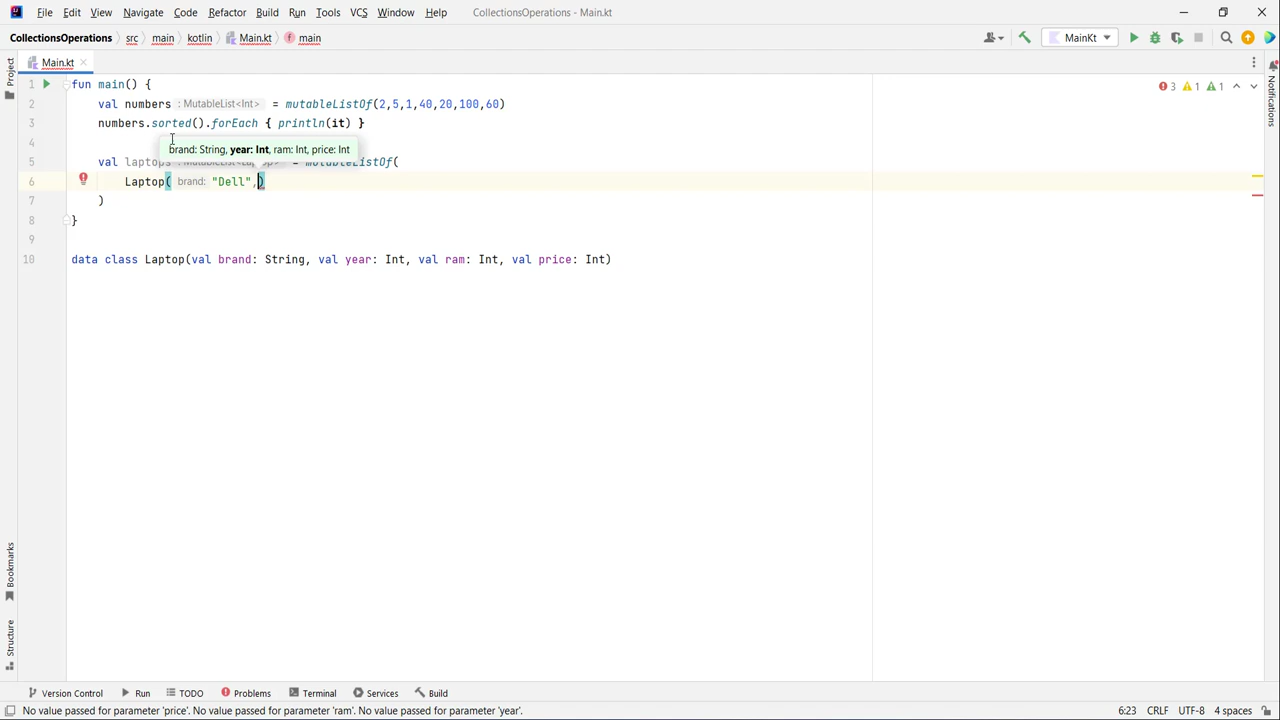 File Edit View Navigate Code Refactor Build Run Tools VCS Window Help CollectionsOperations - Main.kt
CollectionsOperations src main kotlin Main.kt main MainKt
Project
Main.kt
Notifications
1 fun main() {
2 val numbers : MutableList<Int> = mutableListOf(2,5,1,40,20,100,60)
3 numbers.sorted().forEach { println(it) }
3 1 1
4
brand: String, year: Int, ram: Int, price: Int
5 val laptops : MutableList<Laptop> = mutableListOf(
6 Laptop( brand: "Dell",)
7 )
8 }
9
10 data class Laptop(val brand: String, val year: Int, val ram: Int, val price: Int)
Bookmarks
Structure
Version Control Run TODO Problems Terminal Services Build
No value passed for parameter 'price'. No value passed for parameter 'ram'. No value passed for parameter 'year'. 6:23 CRLF UTF-8 4 spaces